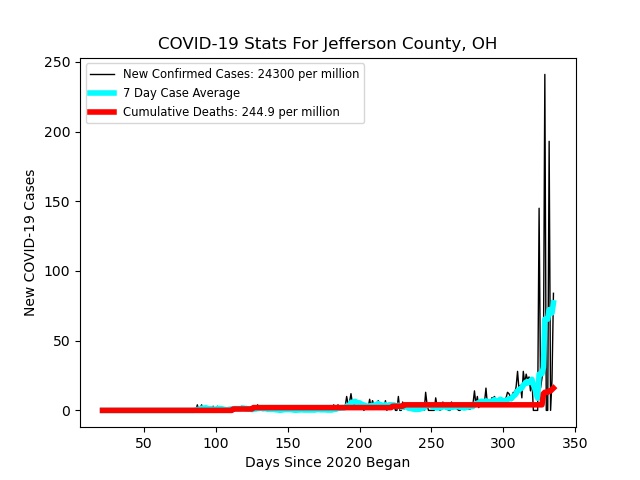 COVID-19 Stats For Jefferson County, OH
New Confirmed Cases: 24300 per million
7 Day Case Average
Cumulative Deaths: 244.9 per million
250
200
150
100
50
0
New COVID-19 Cases
50 100 150 200 250 300 350
Days Since 2020 Began